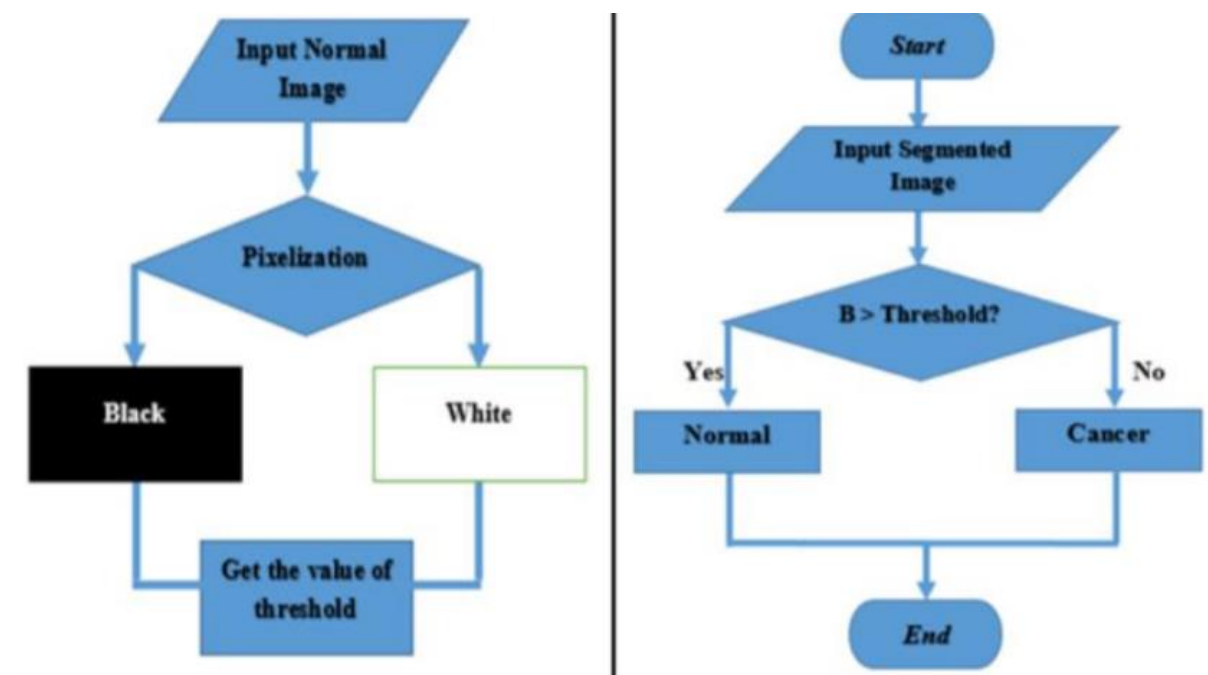 Input Normal
Image
Pixelization
Black
White
Get the value of
threshold
Start
Input Segmented
Image
B > Threshold?
Yes
No
Normal
Cancer
End